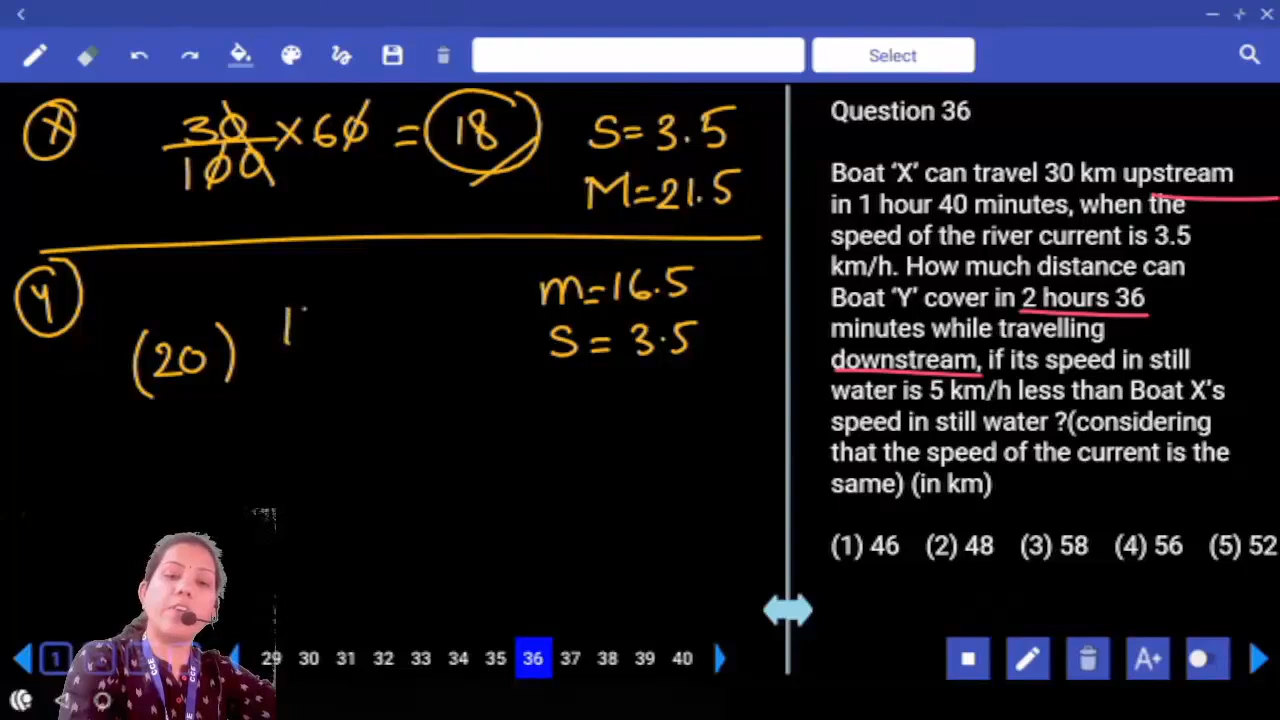 Select
X 30/100 × 60 = 18 S = 3.5
M = 21.5
Y m = 16.5
(20) 1 S = 3.5
Question 36
Boat ‘X’ can travel 30 km upstream
in 1 hour 40 minutes, when the
speed of the river current is 3.5
km/h. How much distance can
Boat ‘Y’ cover in 2 hours 36
minutes while travelling
downstream, if its speed in still
water is 5 km/h less than Boat X's
speed in still water ?(considering
that the speed of the current is the
same) (in km)
(1) 46 (2) 48 (3) 58 (4) 56 (5) 52
1 29 30 31 32 33 34 35 36 37 38 39 40
A+
CCE CCE